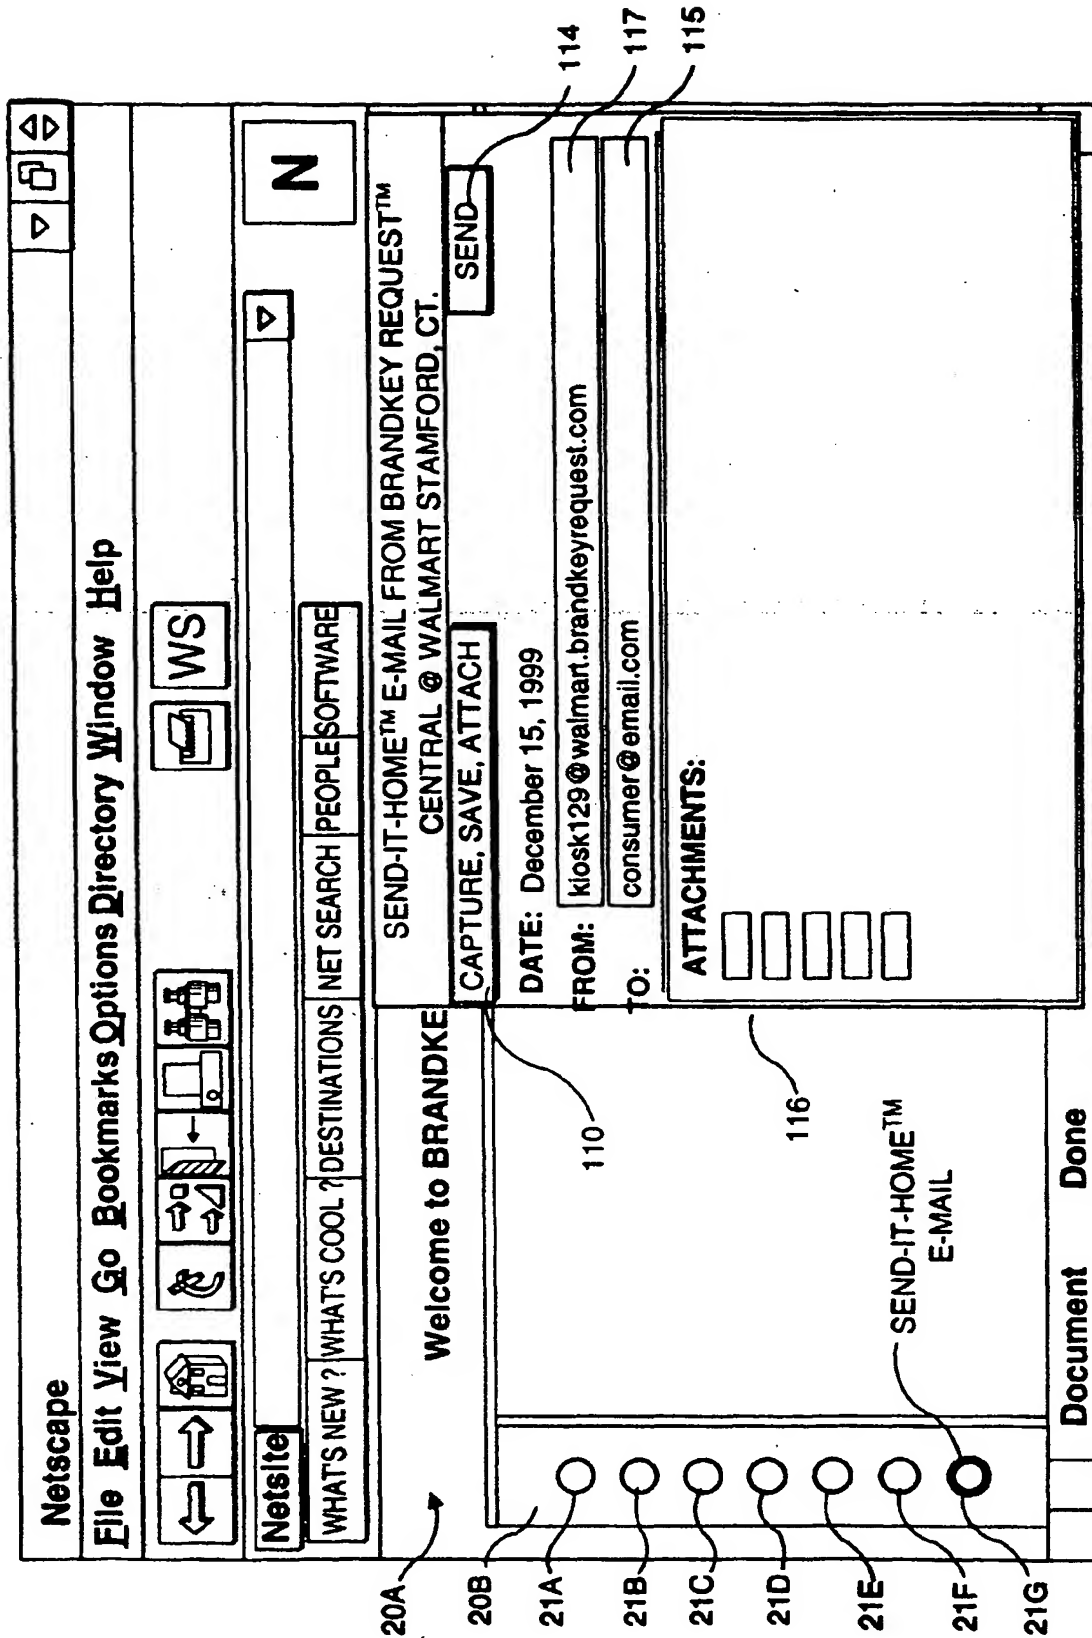 Netscape
File Edit View Go Bookmarks Options Directory Window Help
WS
Netsite
N
WHAT'S NEW ? WHAT'S COOL ? DESTINATIONS NET SEARCH PEOPLE SOFTWARE
SEND-IT-HOME™ E-MAIL FROM BRANDKEY REQUEST™
CENTRAL @ WALMART STAMFORD, CT.
20A
Welcome to BRANDKE
CAPTURE, SAVE, ATTACH
SEND
114
20B
DATE: December 15, 1999
21A
FROM: kiosk129@walmart.brandkeyrequest.com
117
110
21B
TO: consumer@email.com
115
21C
ATTACHMENTS:
21D
116
21E
SEND-IT-HOME™
E-MAIL
21F
21G
Document Done